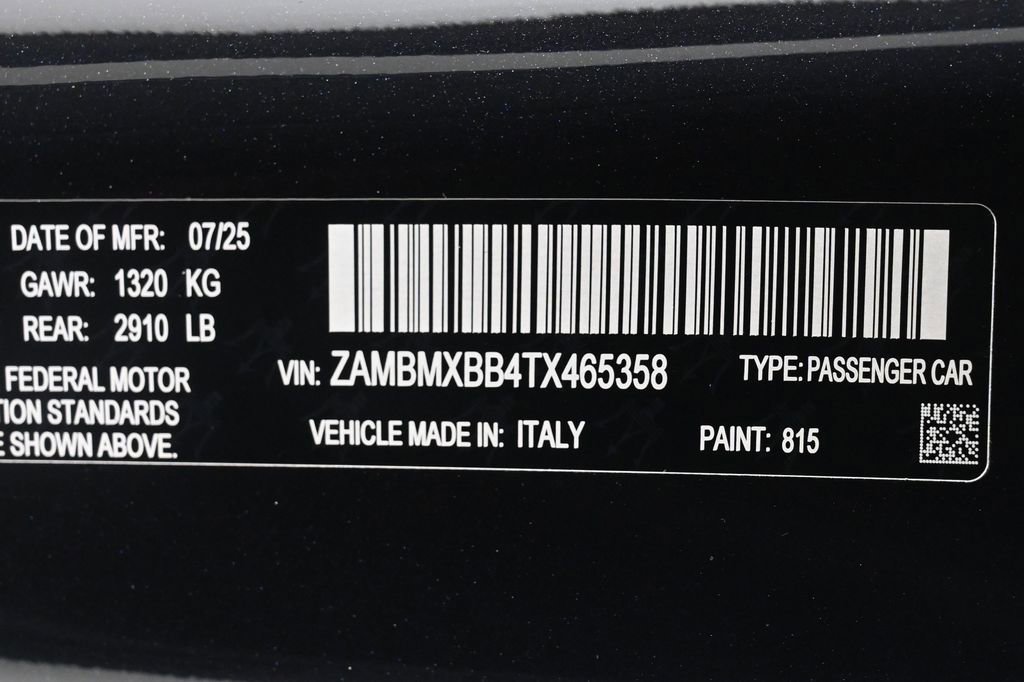 DATE OF MFR: 07/25
GAWR: 1320 KG
REAR: 2910 LB
FEDERAL MOTOR
TION STANDARDS
E SHOWN ABOVE.
VIN: ZAMBMXBB4TX465358
TYPE: PASSENGER CAR
VEHICLE MADE IN: ITALY
PAINT: 815